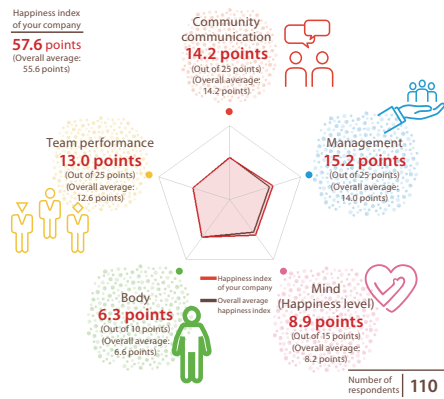 Happiness index
of your company
57.6 points
(Overall average:
55.6 points)
Community
communication
14.2 points
(Out of 25 points)
(Overall average:
14.2 points)
Team performance
13.0 points
(Out of 25 points)
(Overall average:
12.6 points)
Management
15.2 points
(Out of 25 points)
(Overall average:
14.0 points)
Happiness index
of your company
Overall average
happiness index
Body
6.3 points
(Out of 10 points)
(Overall average:
6.6 points)
Mind
(Happiness level)
8.9 points
(Out of 15 points)
(Overall average:
8.2 points)
Number of
respondents
110